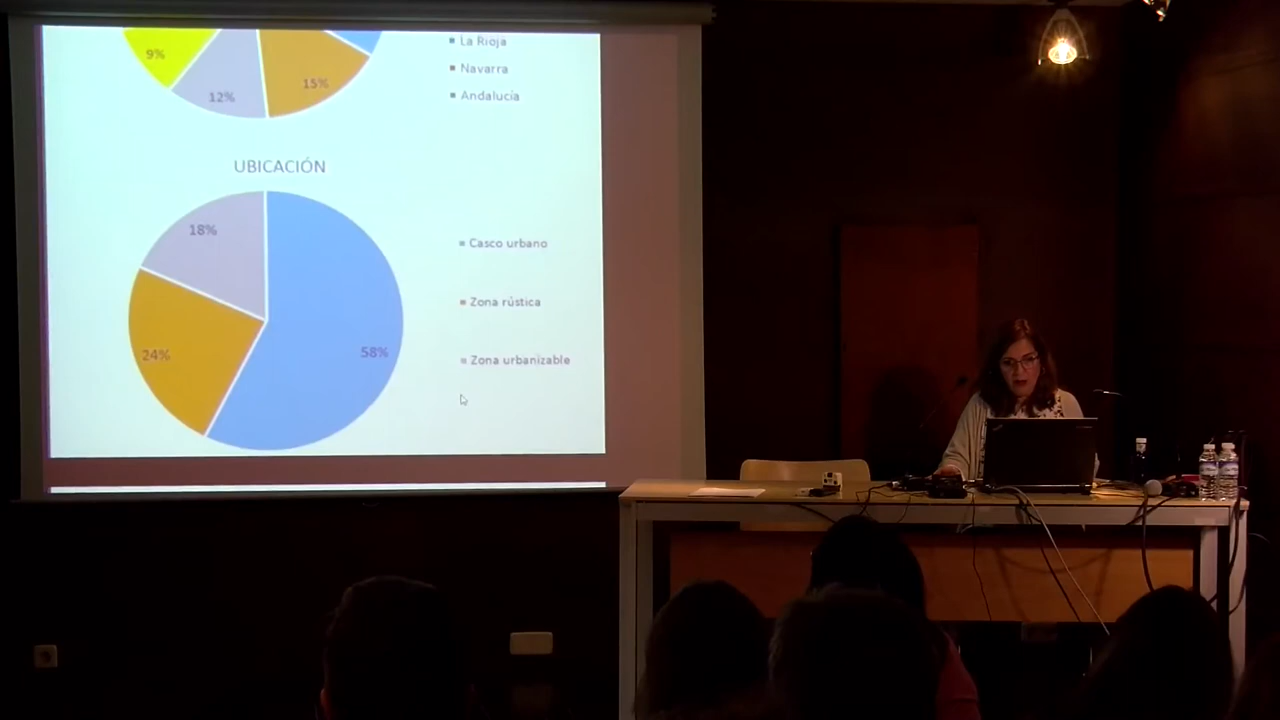 9%
12%
15%
La Rioja
Navarra
Andalucía
UBICACIÓN
18%
24%
58%
Casco urbano
Zona rústica
Zona urbanizable